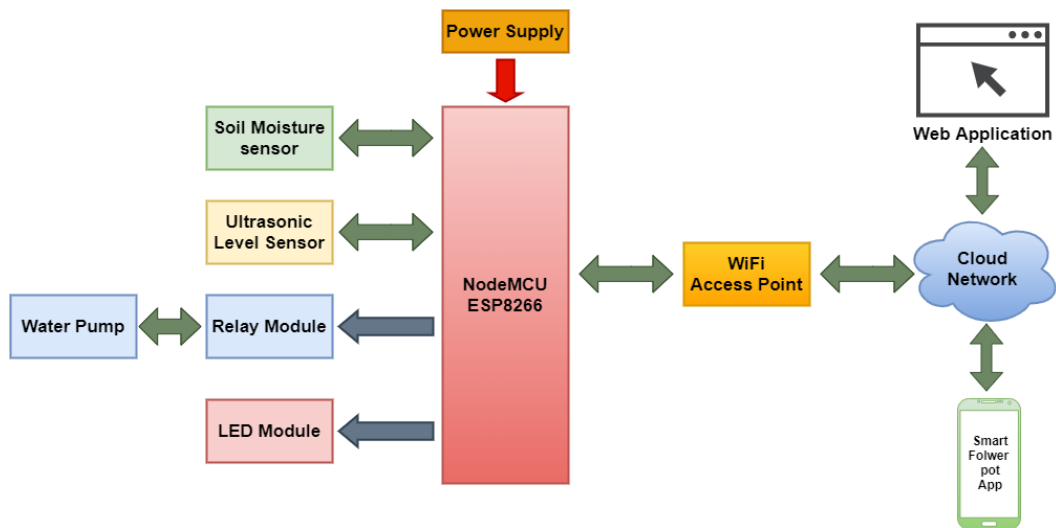 Power Supply
Soil Moisture
sensor
Web Application
Ultrasonic
Level Sensor
NodeMCU
ESP8266
WiFi
Access Point
Cloud
Network
Water Pump
Relay Module
LED Module
Smart
Folwer
pot
App